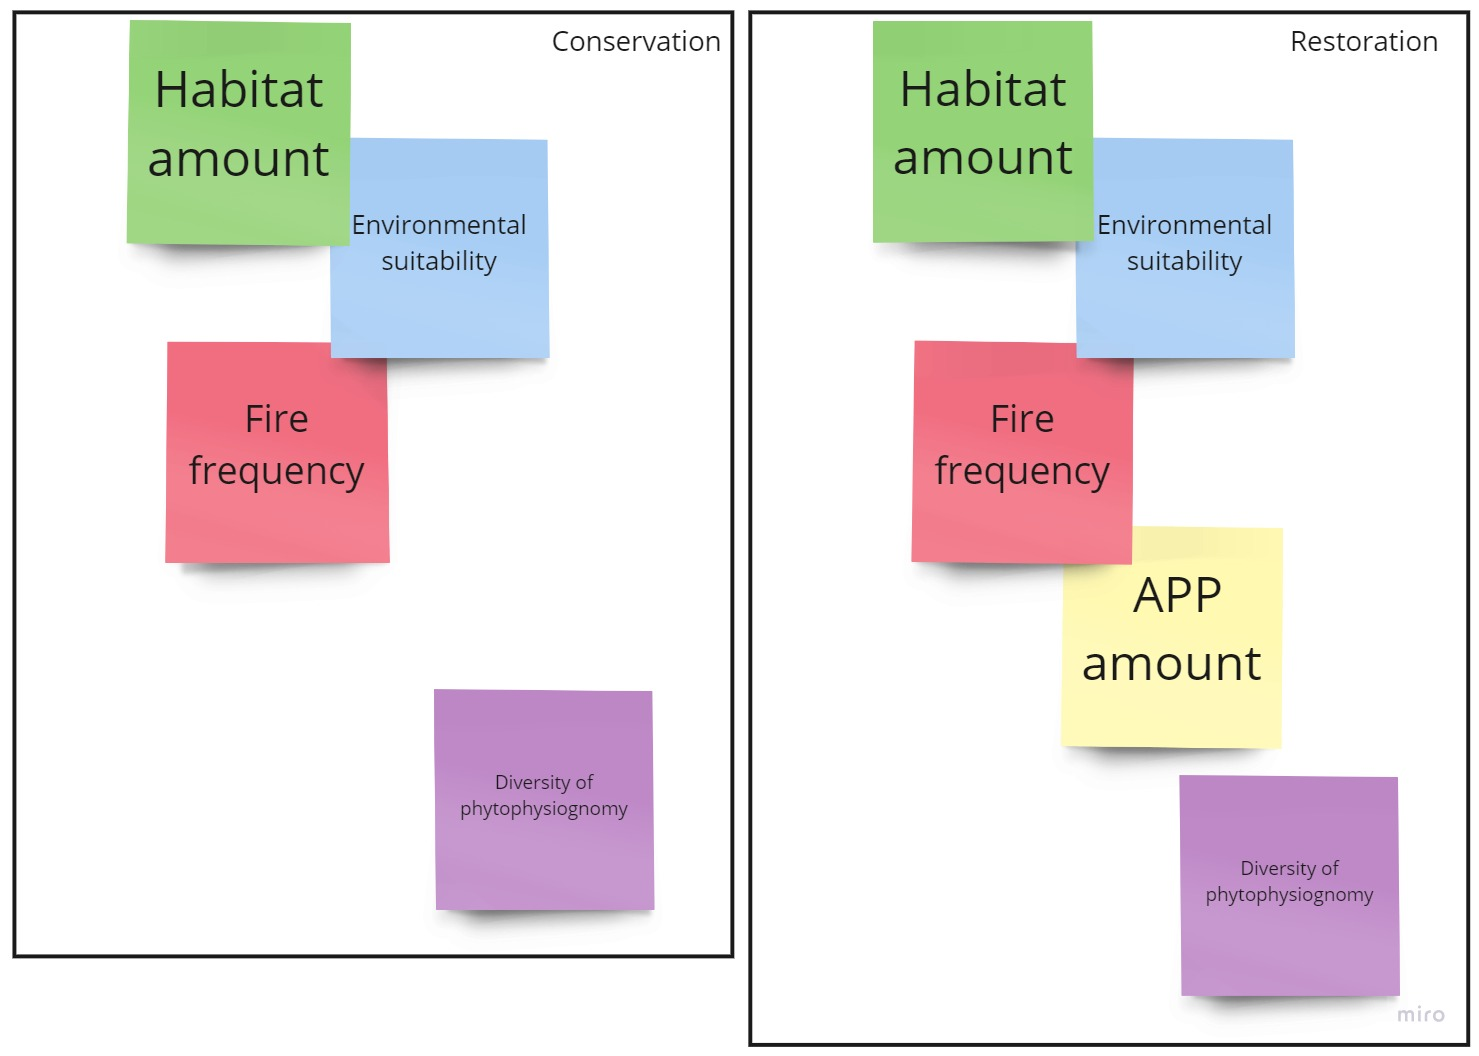 Conservation
Habitat
amount
Environmental
suitability
Fire
frequency
Diversity of
phytophysiognomy
Restoration
Habitat
amount
Environmental
suitability
Fire
frequency
APP
amount
Diversity of
phytophysiognomy
miro